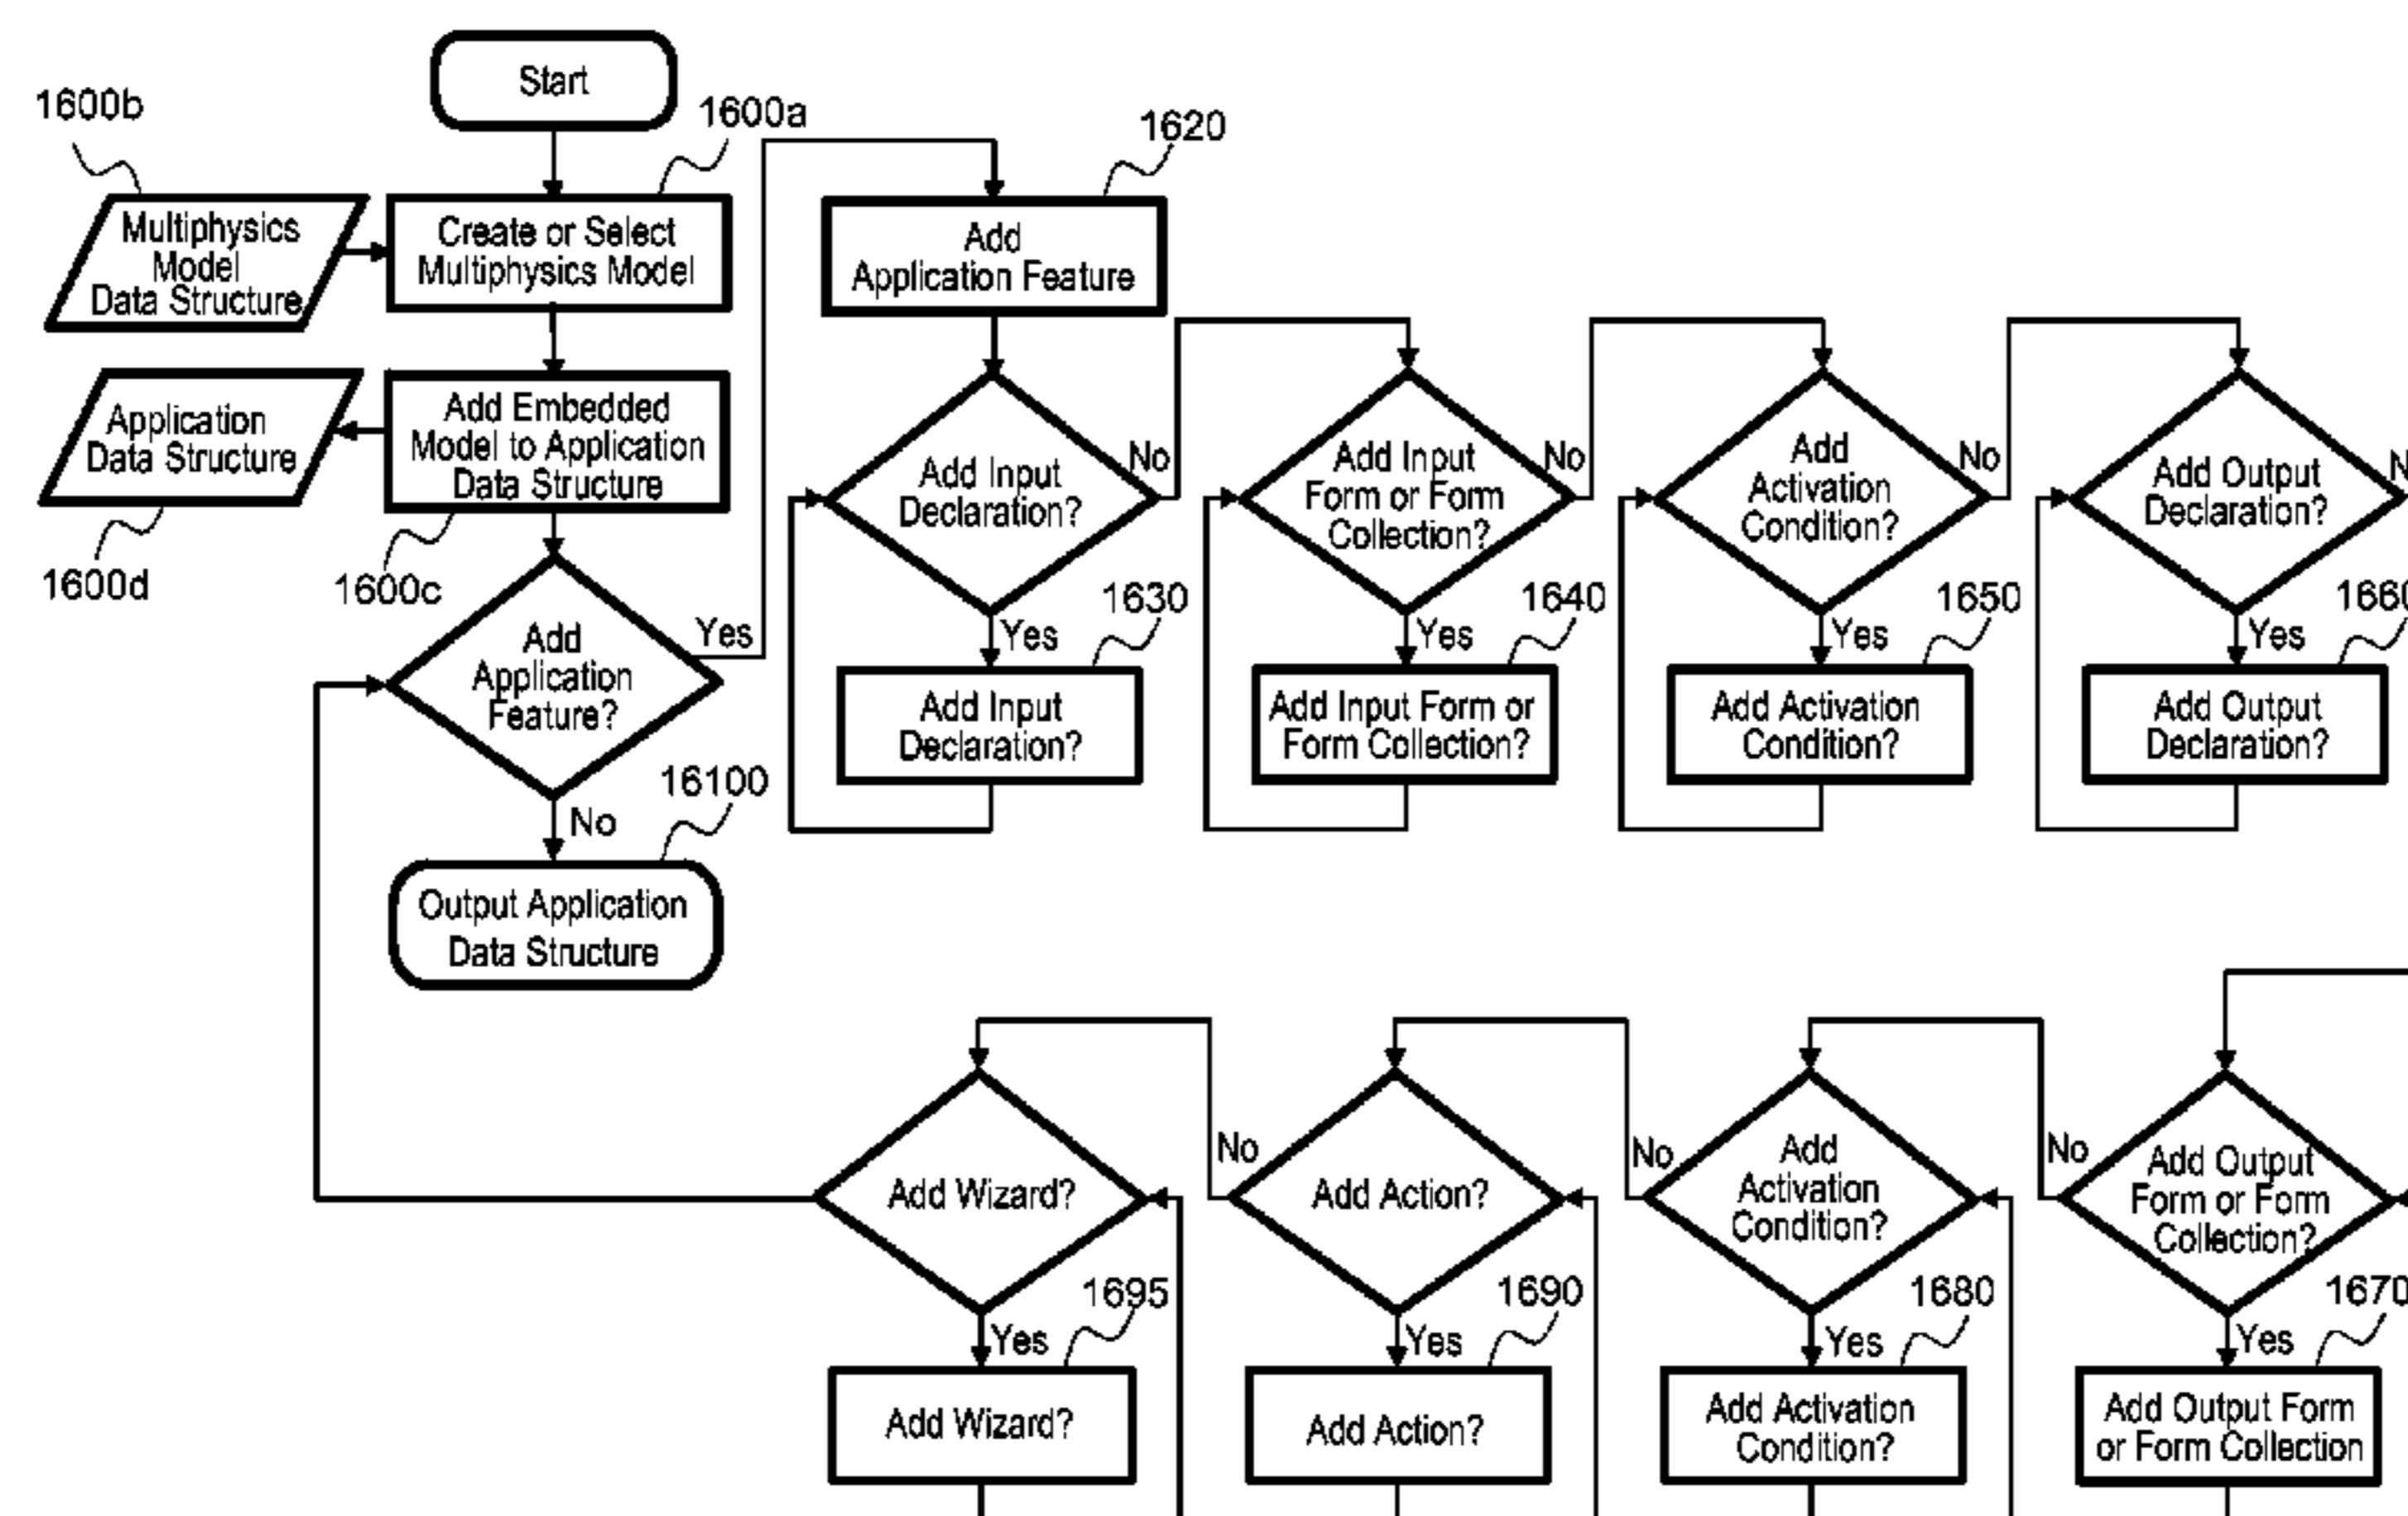 Start
1600b
1600a
1620
Multiphysics
Model
Data Structure
Create or Select
Multiphysics Model
Add
Application Feature
Application
Data Structure
Add Embedded
Model to Application
Data Structure
1600d
1600c
Add
Application
Feature?
Yes
No
16100
Output Application
Data Structure
Add Input
Declaration?
No
Yes
1630
Add Input
Declaration?
Add Input
Form or Form
Collection?
No
Yes
1640
Add Input Form or
Form Collection?
Add
Activation
Condition?
No
Yes
1650
Add Activation
Condition?
Add Output
Declaration?
Yes
Add Output
Declaration?
Add Wizard?
Yes
1695
Add Wizard?
No
Add Action?
Yes
1690
Add Action?
No
Add
Activation
Condition?
Yes
1680
Add Activation
Condition?
No
Add Output
Form or Form
Collection?
Yes
1670
Add Output Form
or Form Collection